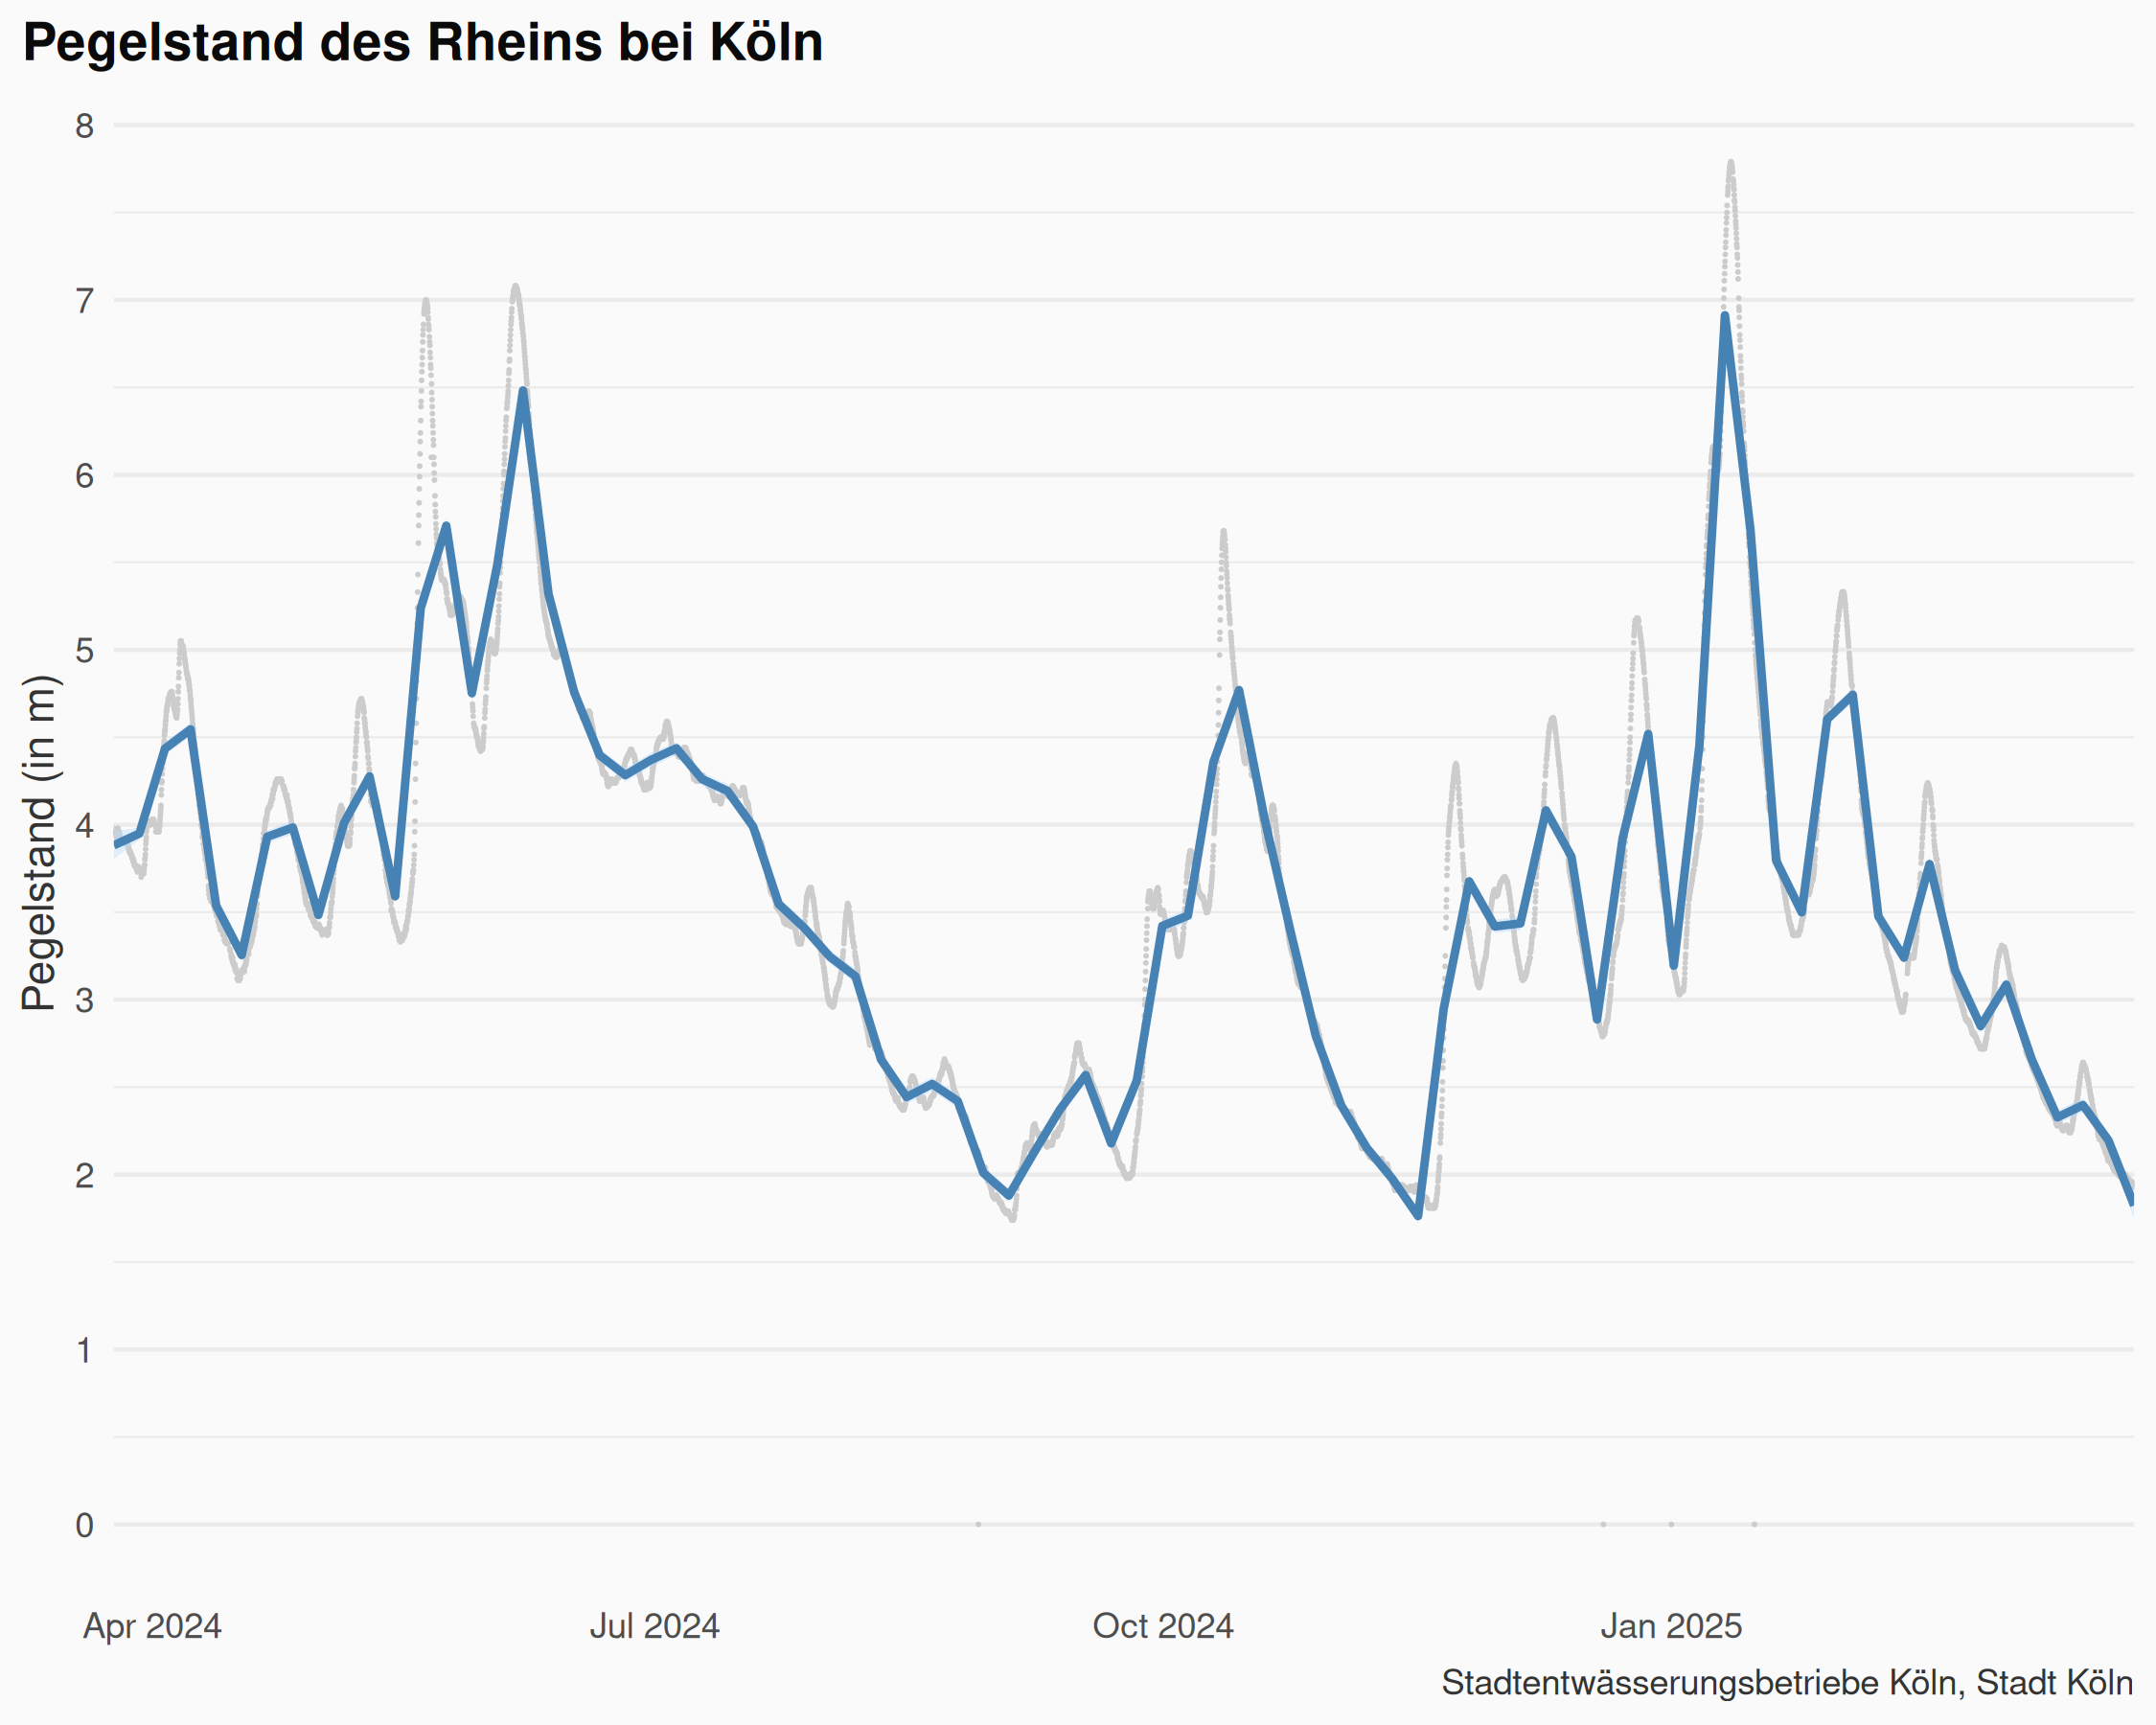 Pegelstand des Rheins bei Köln
Pegelstand (in m)
8
7
6
5
4
3
2
1
0
Apr 2024
Jul 2024
Oct 2024
Jan 2025
Stadtentwässerungsbetriebe Köln, Stadt Köln